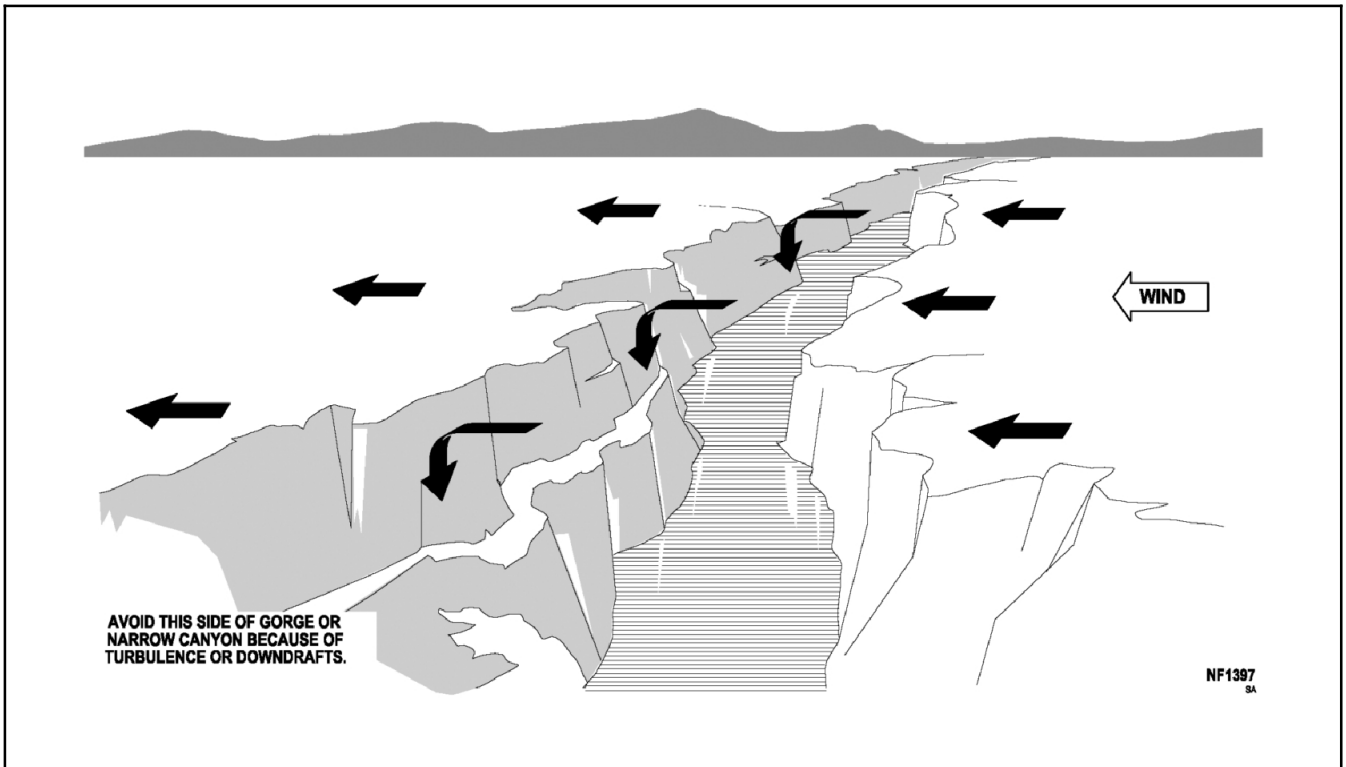 WIND
AVOID THIS SIDE OF GORGE OR
NARROW CANYON BECAUSE OF
TURBULENCE OR DOWNDRAFTS.
NF1397
SA